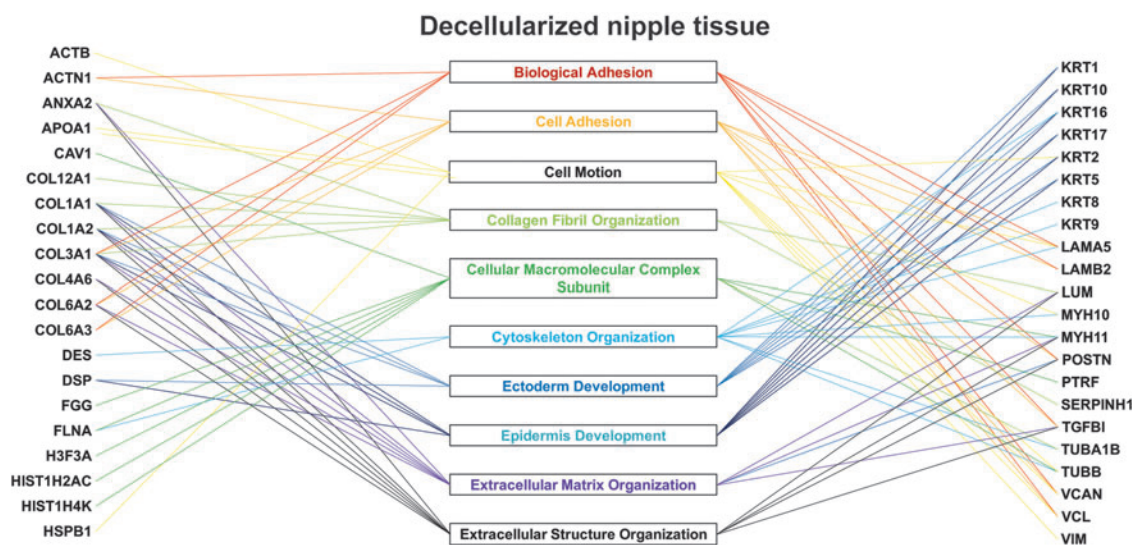 Decellularized nipple tissue
ACTB
ACTN1
ANXA2
APOA1
CAV1
COL12A1
COL1A1
COL1A2
COL3A1
COL4A6
COL6A2
COL6A3
DES
DSP
FGG
FLNA
H3F3A
HIST1H2AC
HIST1H4K
HSPB1
Biological Adhesion
Cell Adhesion
Cell Motion
Collagen Fibril Organization
Cellular Macromolecular Complex
Subunit
Cytoskeleton Organization
Ectoderm Development
Epidermis Development
Extracellular Matrix Organization
Extracellular Structure Organization
KRT1
KRT10
KRT16
KRT17
KRT2
KRT5
KRT8
KRT9
LAMA5
LAMB2
LUM
MYH10
MYH11
POSTN
PTRF
SERPINH1
TGFBI
TUBA1B
TUBB
VCAN
VCL
VIM